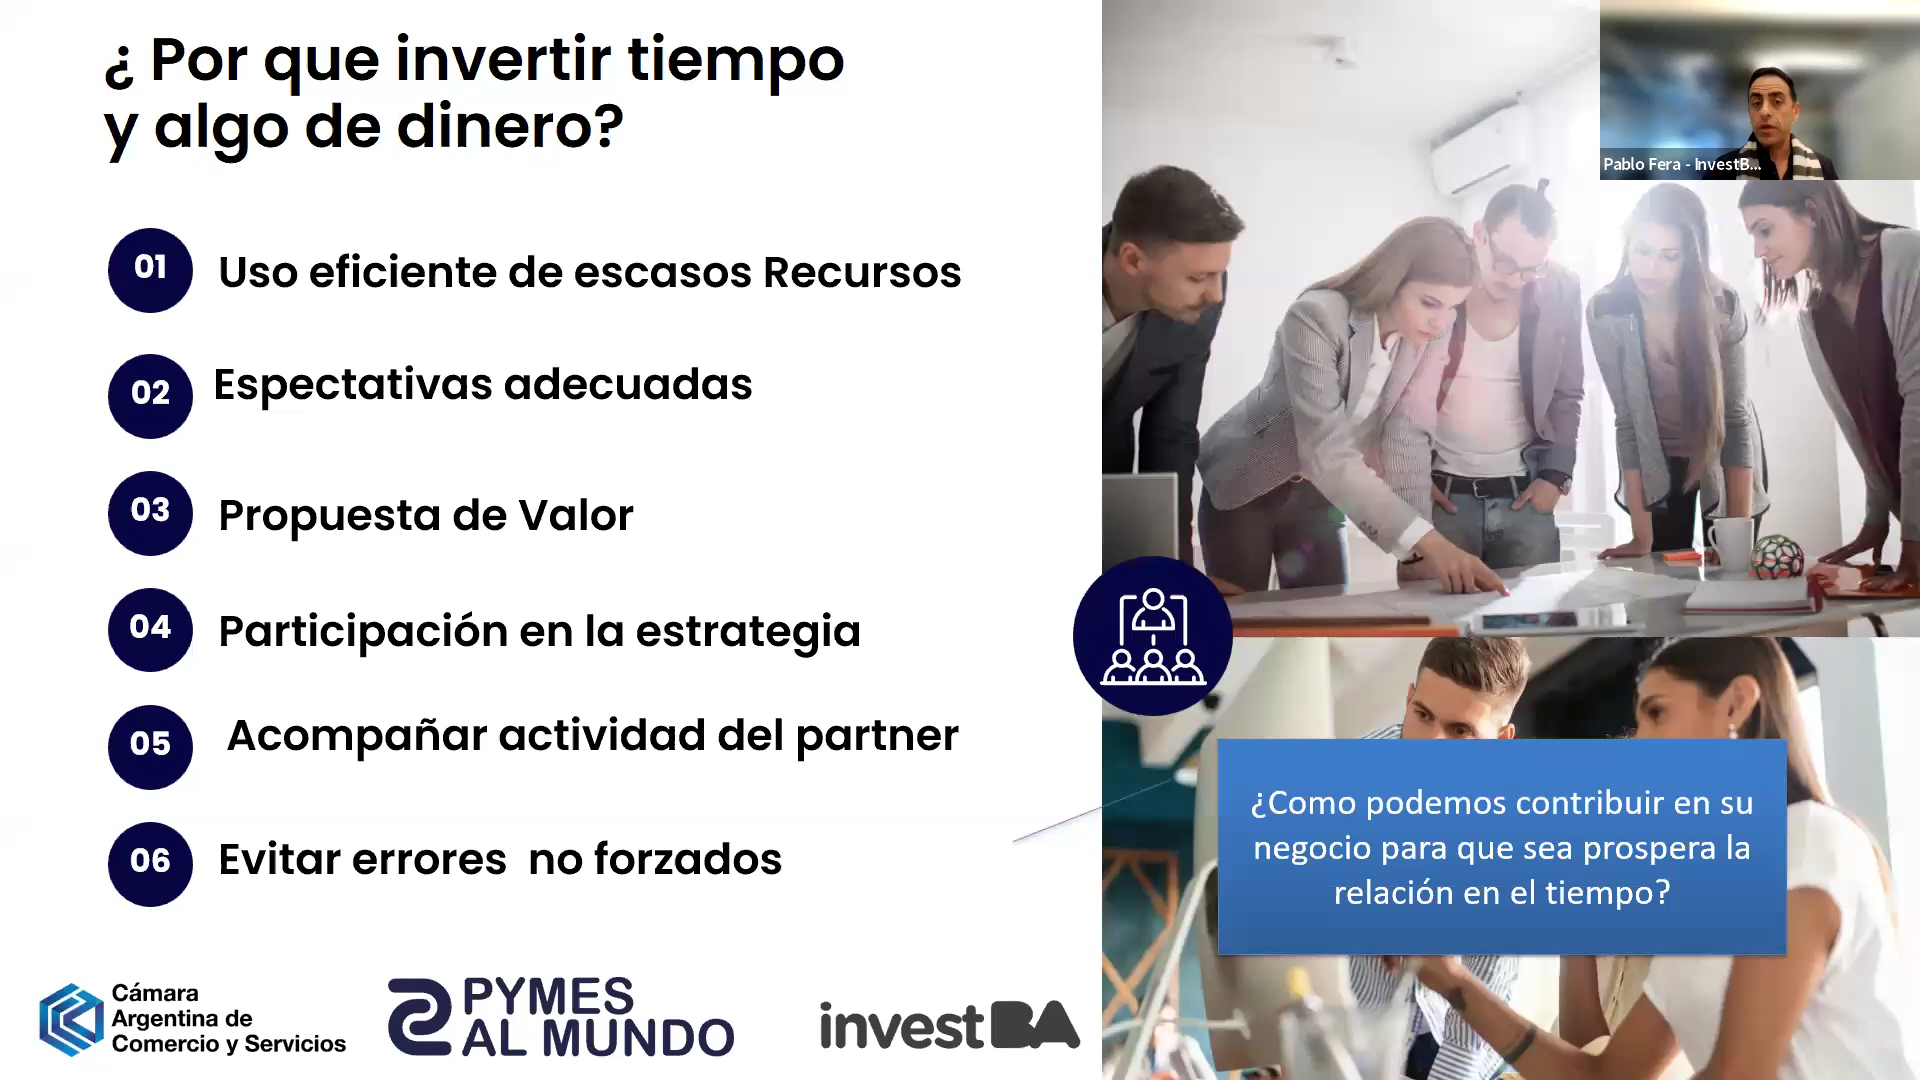 ¿ Por que invertir tiempo
y algo de dinero?
01 Uso eficiente de escasos Recursos
02 Espectativas adecuadas
03 Propuesta de Valor
04 Participación en la estrategia
05 Acompañar actividad del partner
06 Evitar errores  no forzados
Pablo Fera - InvestB...
¿Como podemos contribuir en su
negocio para que sea prospera la
relación en el tiempo?
Cámara
Argentina de
Comercio y Servicios
PYMES
AL MUNDO
investBA